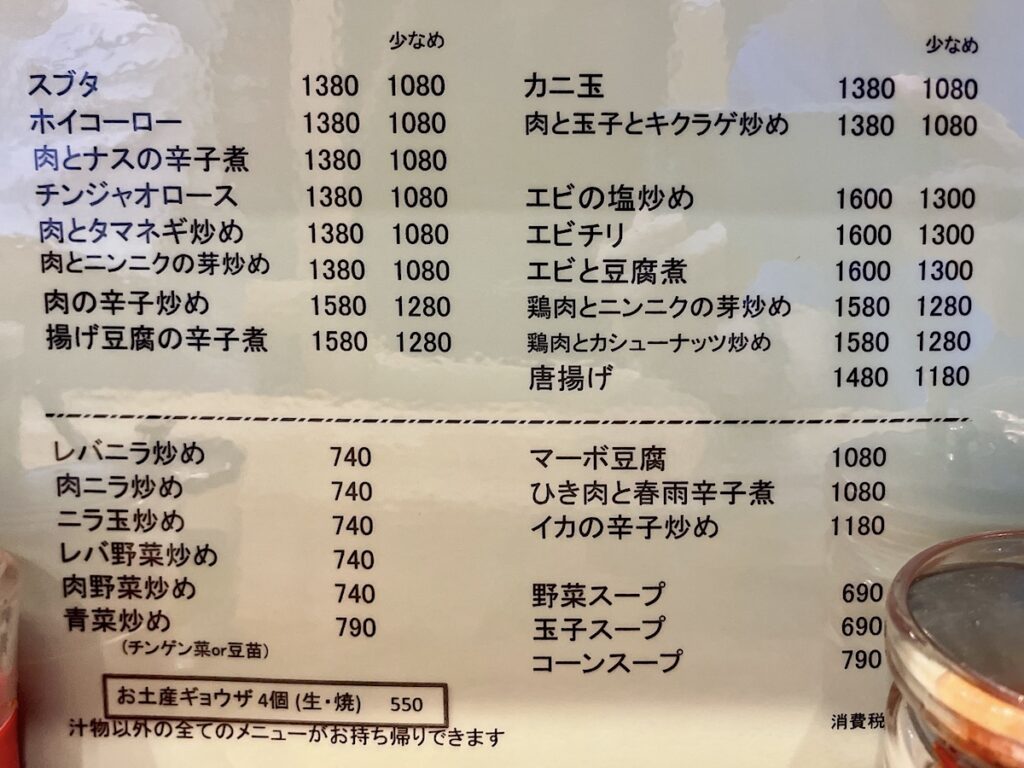 少なめ
スブタ 1380 1080
ホイコーロー 1380 1080
肉とナスの辛子煮 1380 1080
チンジャオロース 1380 1080
肉とタマネギ炒め 1380 1080
肉とニンニクの芽炒め 1380 1080
肉の辛子炒め 1580 1280
揚げ豆腐の辛子煮 1580 1280
少なめ
カニ玉 1380 1080
肉と玉子とキクラゲ炒め 1380 1080
エビの塩炒め 1600 1300
エビチリ 1600 1300
エビと豆腐煮 1600 1300
鶏肉とニンニクの芽炒め 1580 1280
鶏肉とカシューナッツ炒め 1580 1280
唐揚げ 1480 1180
レバニラ炒め 740
肉ニラ炒め 740
ニラ玉炒め 740
レバ野菜炒め 740
肉野菜炒め 740
青菜炒め 790
(チンゲン菜or豆苗)
マーボ豆腐 1080
ひき肉と春雨辛子煮 1080
イカの辛子炒め 1180
野菜スープ 690
玉子スープ 690
コーンスープ 790
お土産ギョウザ 4個 (生・焼) 550
汁物以外の全てのメニューがお持ち帰りできます
消費税